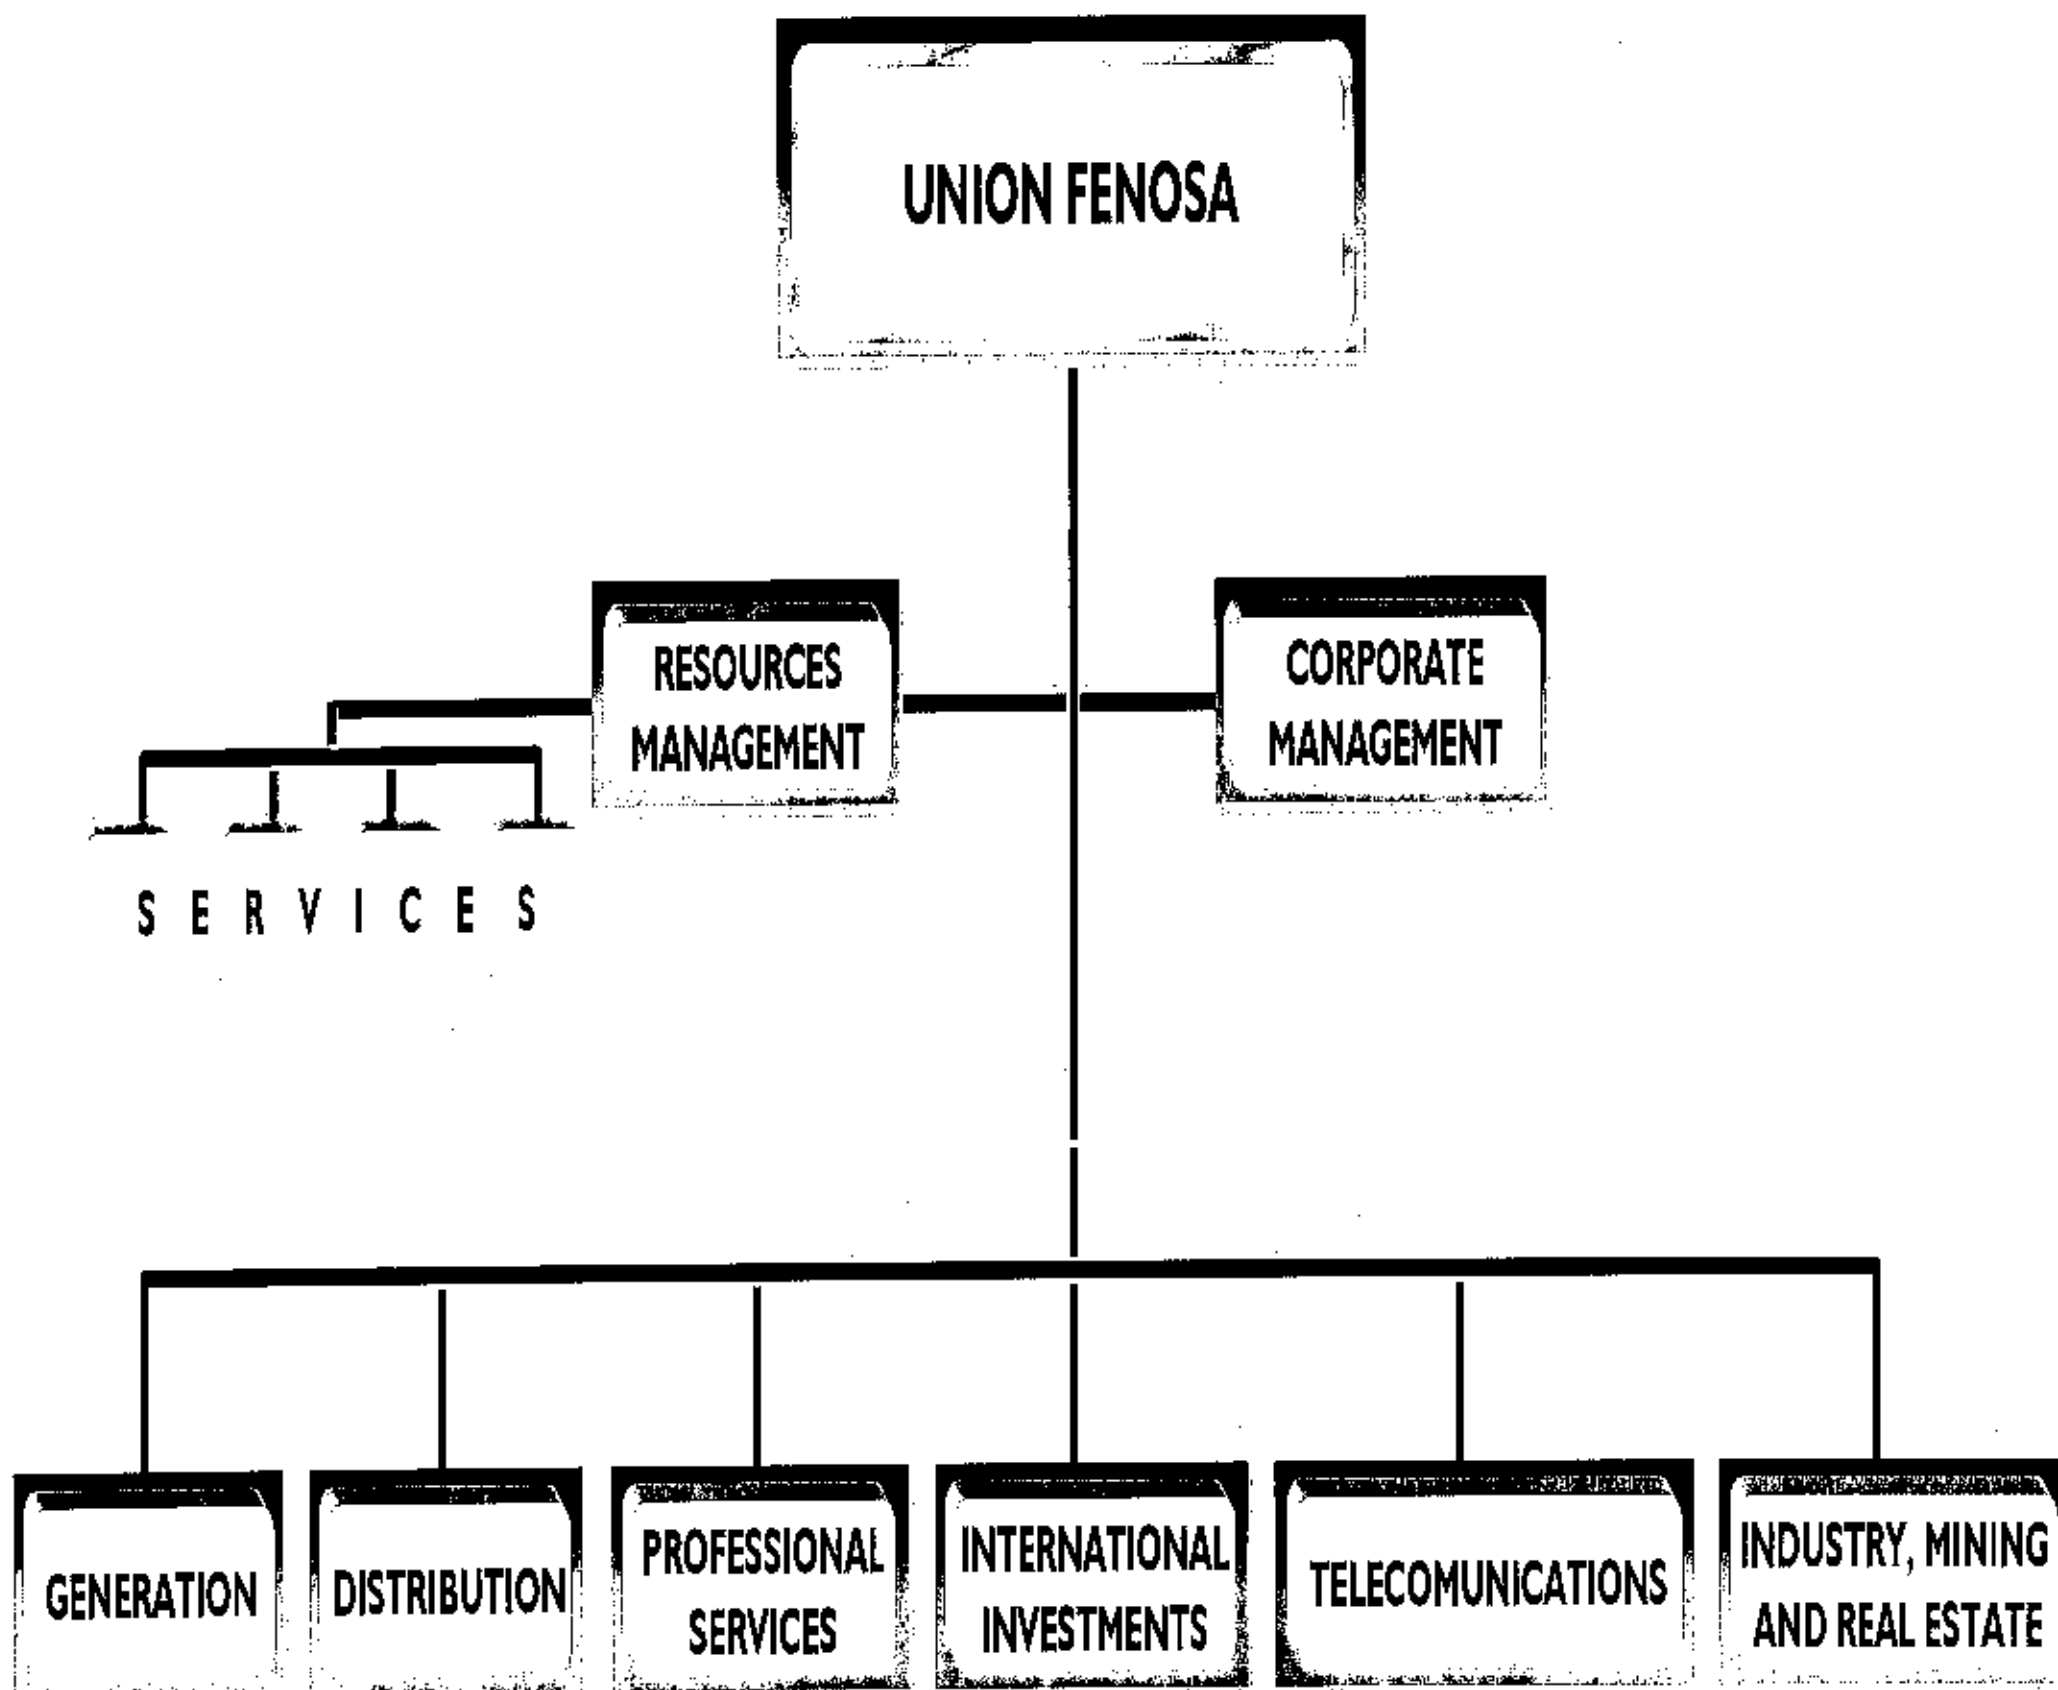 UNION FENOSA
RESOURCES
MANAGEMENT
CORPORATE
MANAGEMENT
S E R V I C E S
GENERATION
DISTRIBUTION
PROFESSIONAL
SERVICES
INTERNATIONAL
INVESTMENTS
TELECOMUNICATIONS
INDUSTRY, MINING
AND REAL ESTATE